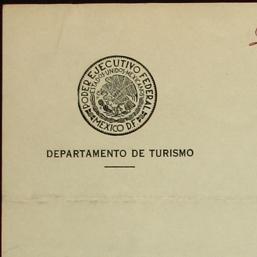 PODER EJECUTIVO FEDERAL
ESTADOS UNIDOS MEXICANOS
MEXICO D.F.
DEPARTAMENTO DE TURISMO